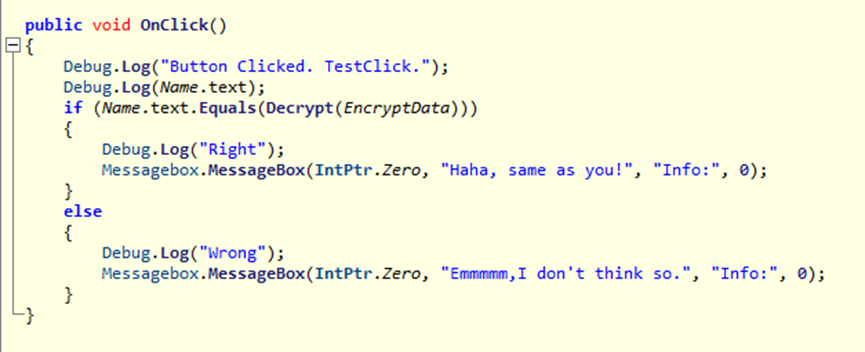 public void OnClick()
{
    Debug.Log("Button Clicked. TestClick.");
    Debug.Log(Name.text);
    if (Name.text.Equals(Decrypt(EncryptData)))
    {
        Debug.Log("Right");
        Messagebox.MessageBox(IntPtr.Zero, "Haha, same as you!", "Info:", 0);
    }
    else
    {
        Debug.Log("Wrong");
        Messagebox.MessageBox(IntPtr.Zero, "Emmmmm,I don't think so.", "Info:", 0);
    }
}